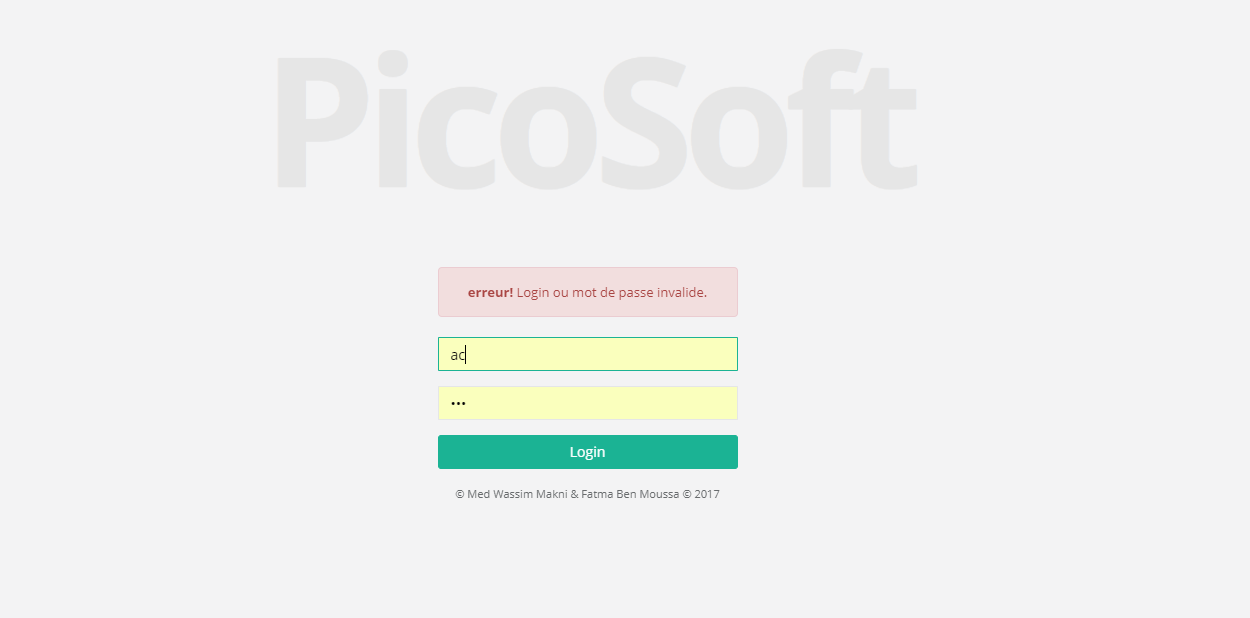 PicoSoft
erreur! Login ou mot de passe invalide.
ac
•••
Login
© Med Wassim Makni & Fatma Ben Moussa © 2017